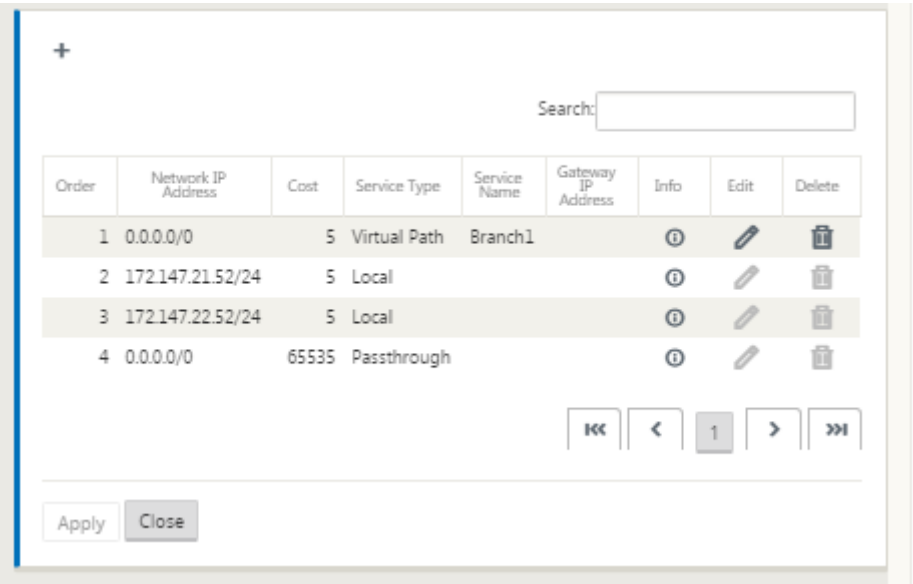 +
Search:
Order Network IP Address Cost Service Type Service Name Gateway IP Address Info Edit Delete
1 0.0.0.0/0 5 Virtual Path Branch1
2 172.147.21.52/24 5 Local
3 172.147.22.52/24 5 Local
4 0.0.0.0/0 65535 Passthrough
1
Apply Close